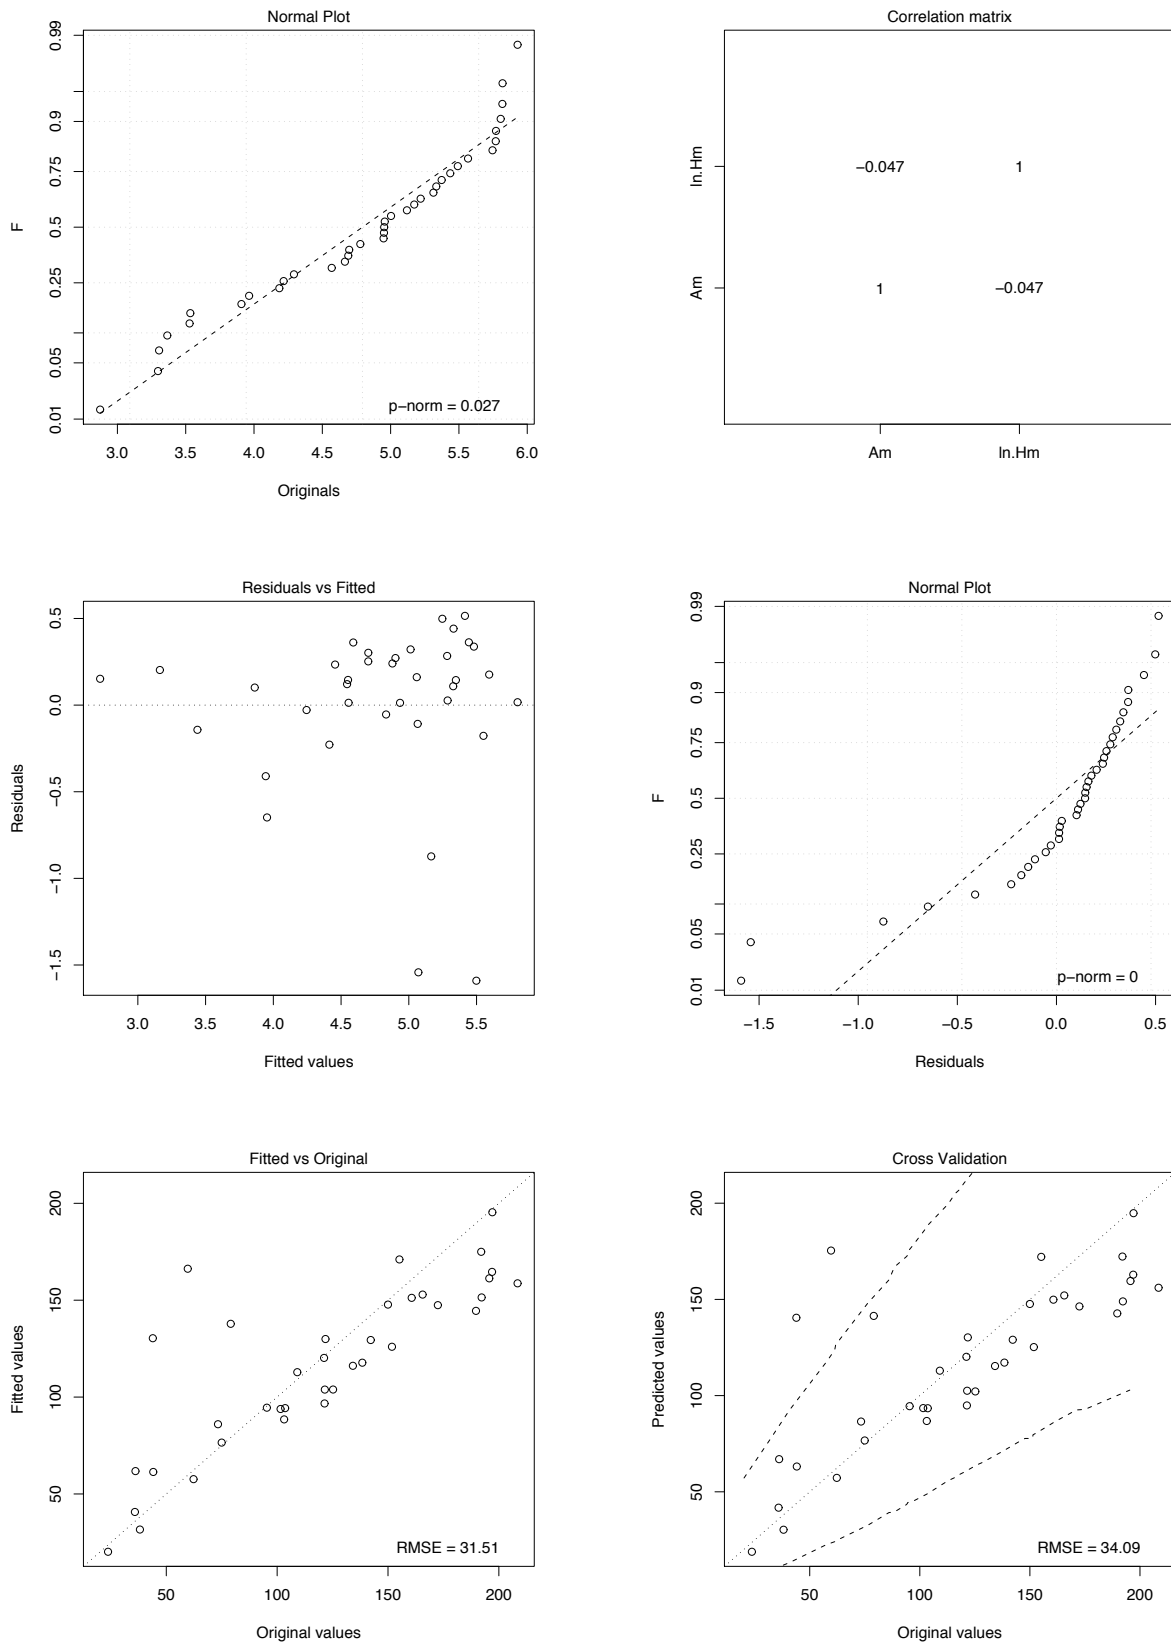 Normal Plot
0.99
0.9
0.75
0.5
0.25
0.05
0.01
F
p−norm = 0.027
3.0 3.5 4.0 4.5 5.0 5.5 6.0
Originals
Correlation matrix
ln.Hm
Am
−0.047 1
1 −0.047
Am ln.Hm
Residuals vs Fitted
0.5
0.0
−0.5
−1.0
−1.5
Residuals
3.0 3.5 4.0 4.5 5.0 5.5
Fitted values
Normal Plot
0.99
0.9
0.75
0.5
0.25
0.05
0.01
F
p−norm = 0
−1.5 −1.0 −0.5 0.0 0.5
Residuals
Fitted vs Original
200
150
100
50
Fitted values
RMSE = 31.51
50 100 150 200
Original values
Cross Validation
200
150
100
50
Predicted values
RMSE = 34.09
50 100 150 200
Original values